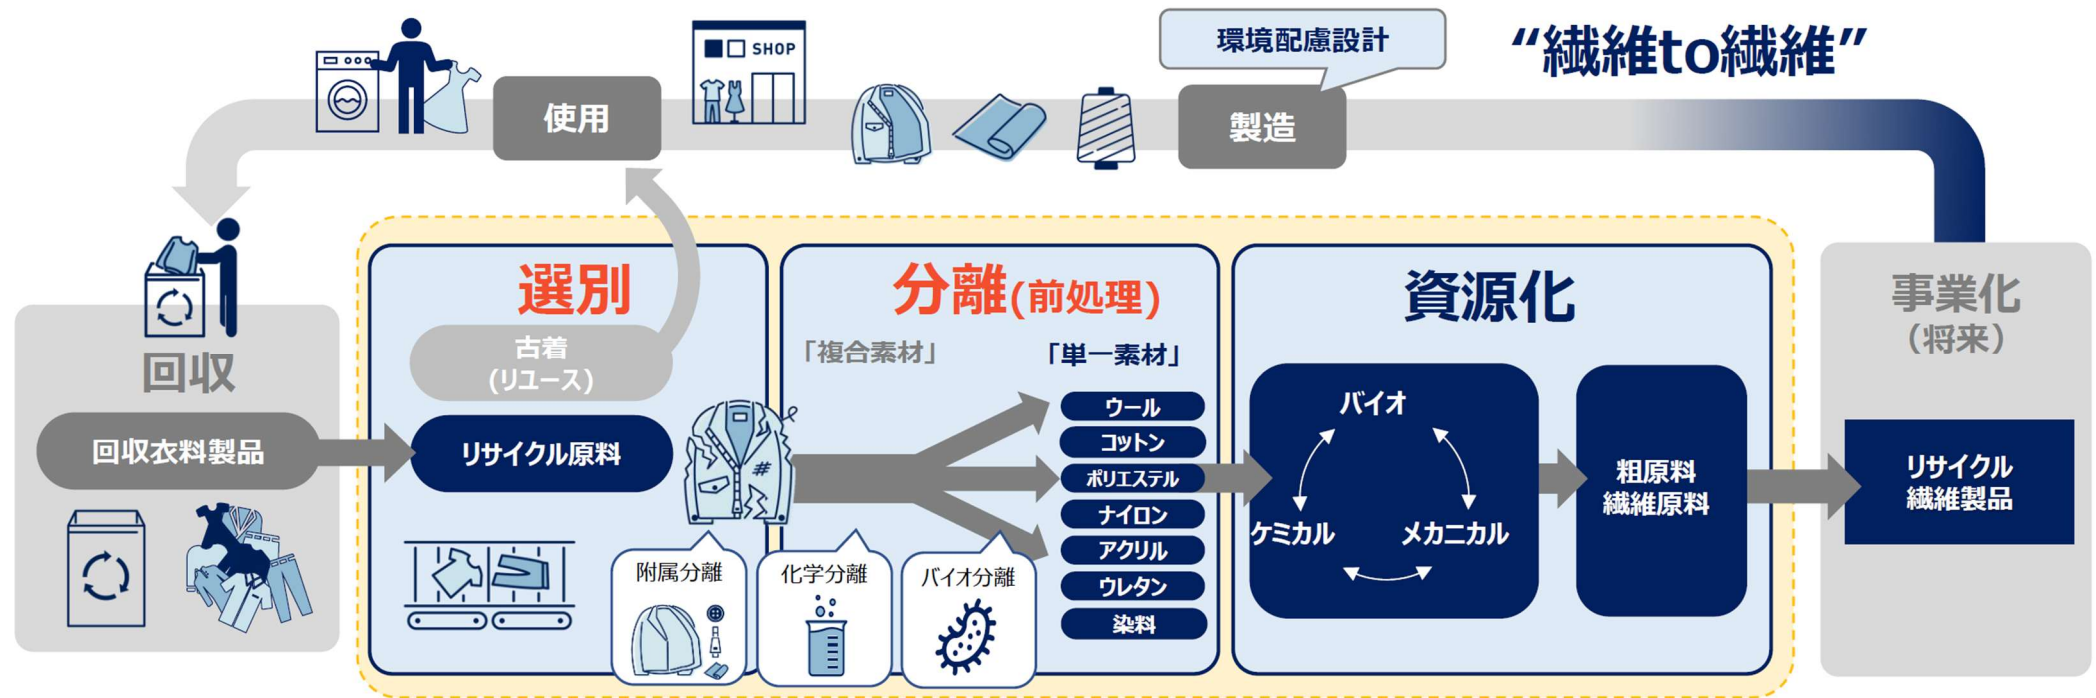 “繊維to繊維”
環境配慮設計
SHOP
使用
製造
回収
回収衣料製品
選別
古着
(リユース)
リサイクル原料
分離(前処理)
「複合素材」
「単一素材」
ウール
コットン
ポリエステル
ナイロン
アクリル
ウレタン
染料
附属分離
化学分離
バイオ分離
資源化
バイオ
ケミカル
メカニカル
粗原料
繊維原料
事業化
(将来)
リサイクル
繊維製品